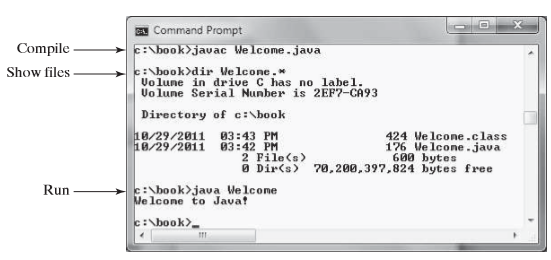 Command Prompt
Compile
c:\book>javac Welcome.java
Show files
c:\book>dir Welcome.*
Volume in drive C has no label.
Volume Serial Number is 2EF7-CA93
Directory of c:\book
10/29/2011 03:43 PM 424 Welcome.class
10/29/2011 03:42 PM 176 Welcome.java
2 File(s) 600 bytes
0 Dir(s) 70,200,397,824 bytes free
Run
c:\book>java Welcome
Welcome to Java!
c:\book>_